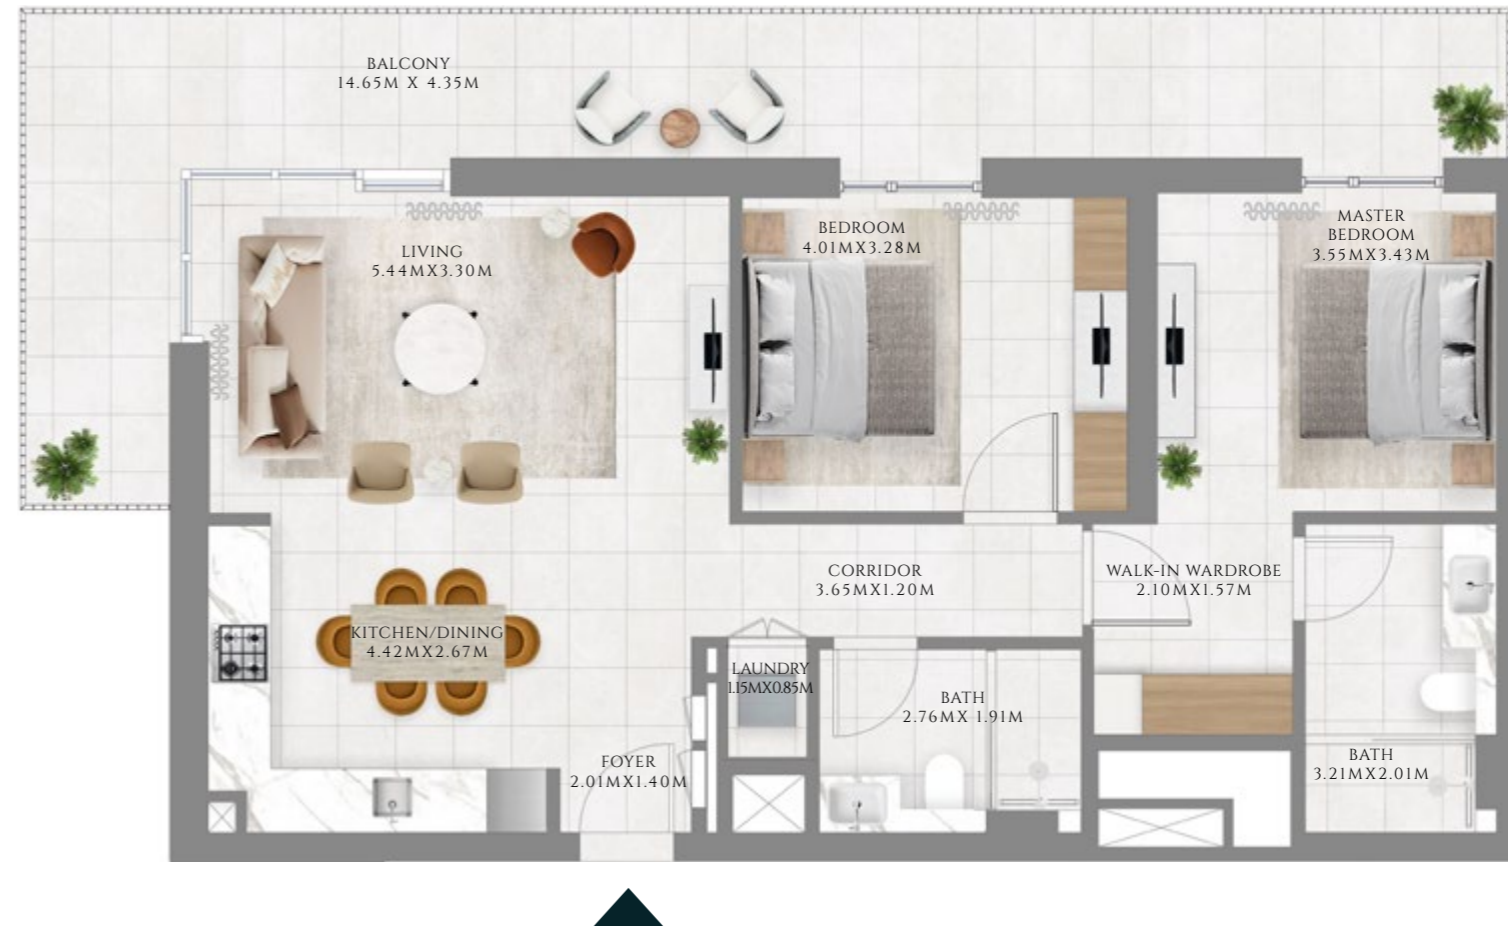 BALCONY
14.65M X 4.35M
LIVING
5.44MX3.30M
BEDROOM
4.01MX3.28M
MASTER
BEDROOM
3.55MX3.43M
CORRIDOR
3.65MX1.20M
WALK-IN WARDROBE
2.10MX1.57M
KITCHEN/DINING
4.42MX2.67M
LAUNDRY
1.15MX0.85M
BATH
2.76MX 1.91M
FOYER
2.01MX1.40M
BATH
3.21MX2.01M